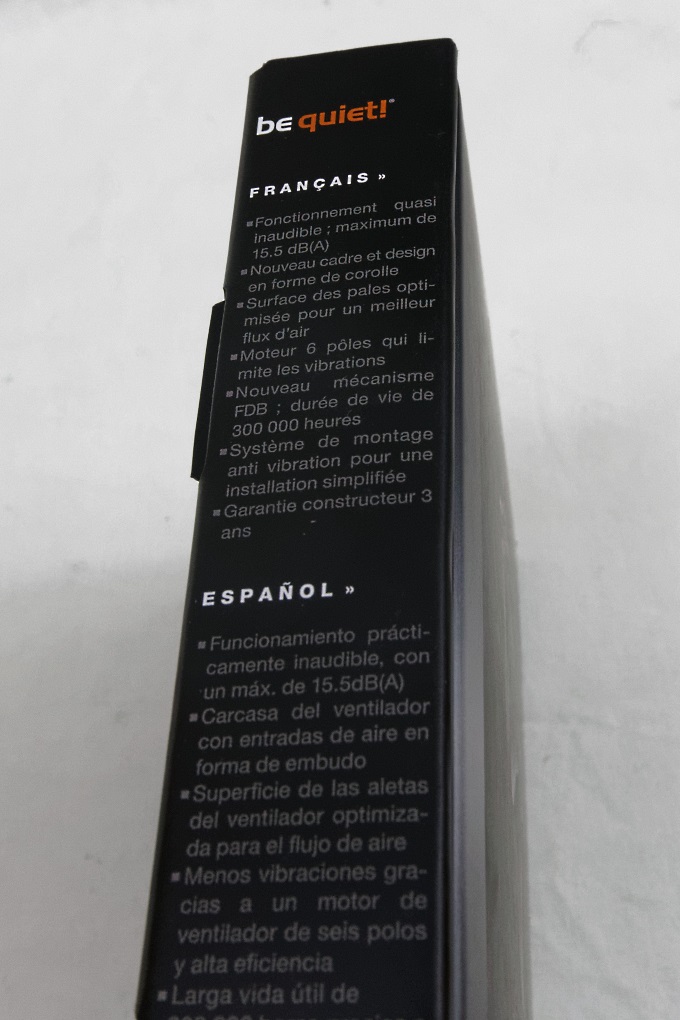 be quiet!®
FRANÇAIS »
▪ Fonctionnement quasi
inaudible ; maximum de
15.5 dB(A)
▪ Nouveau cadre et design
en forme de corolle
▪ Surface des pales opti-
misée pour un meilleur
flux d'air
▪ Moteur 6 pôles qui li-
mite les vibrations
▪ Nouveau mécanisme
FDB ; durée de vie de
300 000 heures
▪ Système de montage
anti vibration pour une
installation simplifiée
▪ Garantie constructeur 3
ans
ESPAÑOL »
▪ Funcionamiento prácti-
camente inaudible, con
un máx. de 15.5dB(A)
▪ Carcasa del ventilador
con entradas de aire en
forma de embudo
▪ Superficie de las aletas
del ventilador optimiza-
da para el flujo de aire
▪ Menos vibraciones gra-
cias a un motor de
ventilador de seis polos
y alta eficiencia
▪ Larga vida útil de